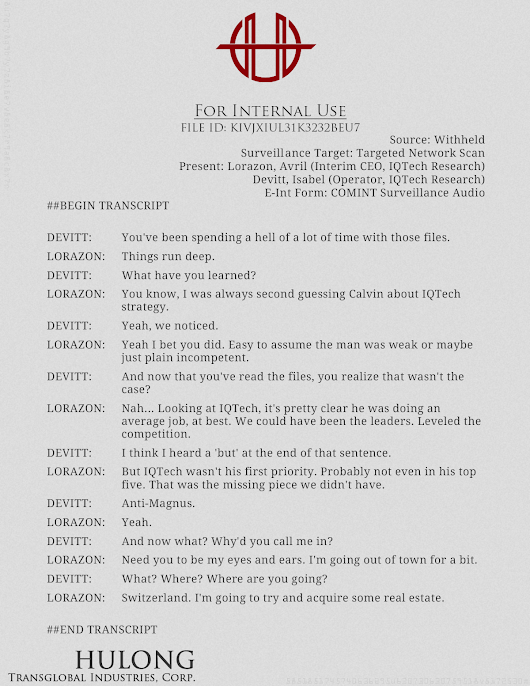 FOR INTERNAL USE
FILE ID: KIVJXIUL31K3232BEU7
Source: Withheld
Surveillance Target: Targeted Network Scan
Present: Lorazon, Avril (Interim CEO, IQTech Research)
Devitt, Isabel (Operator, IQTech Research)
E-Int Form: COMINT Surveillance Audio
##BEGIN TRANSCRIPT
DEVITT: You've been spending a hell of a lot of time with those files.
LORAZON: Things run deep.
DEVITT: What have you learned?
LORAZON: You know, I was always second guessing Calvin about IQTech
strategy.
DEVITT: Yeah, we noticed.
LORAZON: Yeah I bet you did. Easy to assume the man was weak or maybe
just plain incompetent.
DEVITT: And now that you've read the files, you realize that wasn't the
case?
LORAZON: Nah... Looking at IQTech, it's pretty clear he was doing an
average job, at best. We could have been the leaders. Leveled the
competition.
DEVITT: I think I heard a 'but' at the end of that sentence.
LORAZON: But IQTech wasn't his first priority. Probably not even in his top
five. That was the missing piece we didn't have.
DEVITT: Anti-Magnus.
LORAZON: Yeah.
DEVITT: And now what? Why'd you call me in?
LORAZON: Need you to be my eyes and ears. I'm going out of town for a bit.
DEVITT: What? Where? Where are you going?
LORAZON: Switzerland. I'm going to try and acquire some real estate.
##END TRANSCRIPT
HULONG
TRANSGLOBAL INDUSTRIES, CORP.